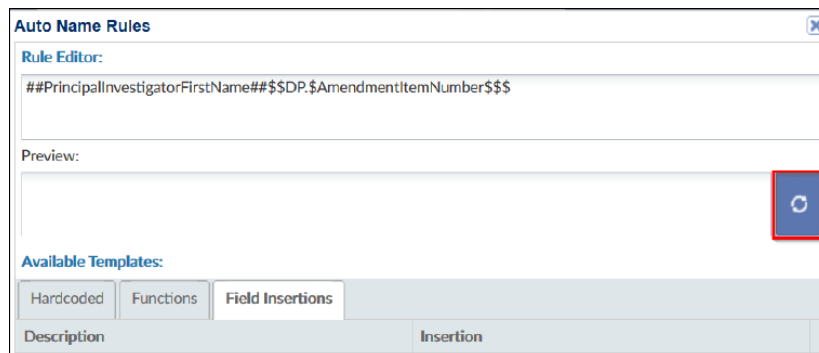 Auto Name Rules
Rule Editor:
##PrincipalInvestigatorFirstName##$$DP.$AmendmentItemNumber$$$
Preview:
Available Templates:
Hardcoded Functions Field Insertions
Description Insertion